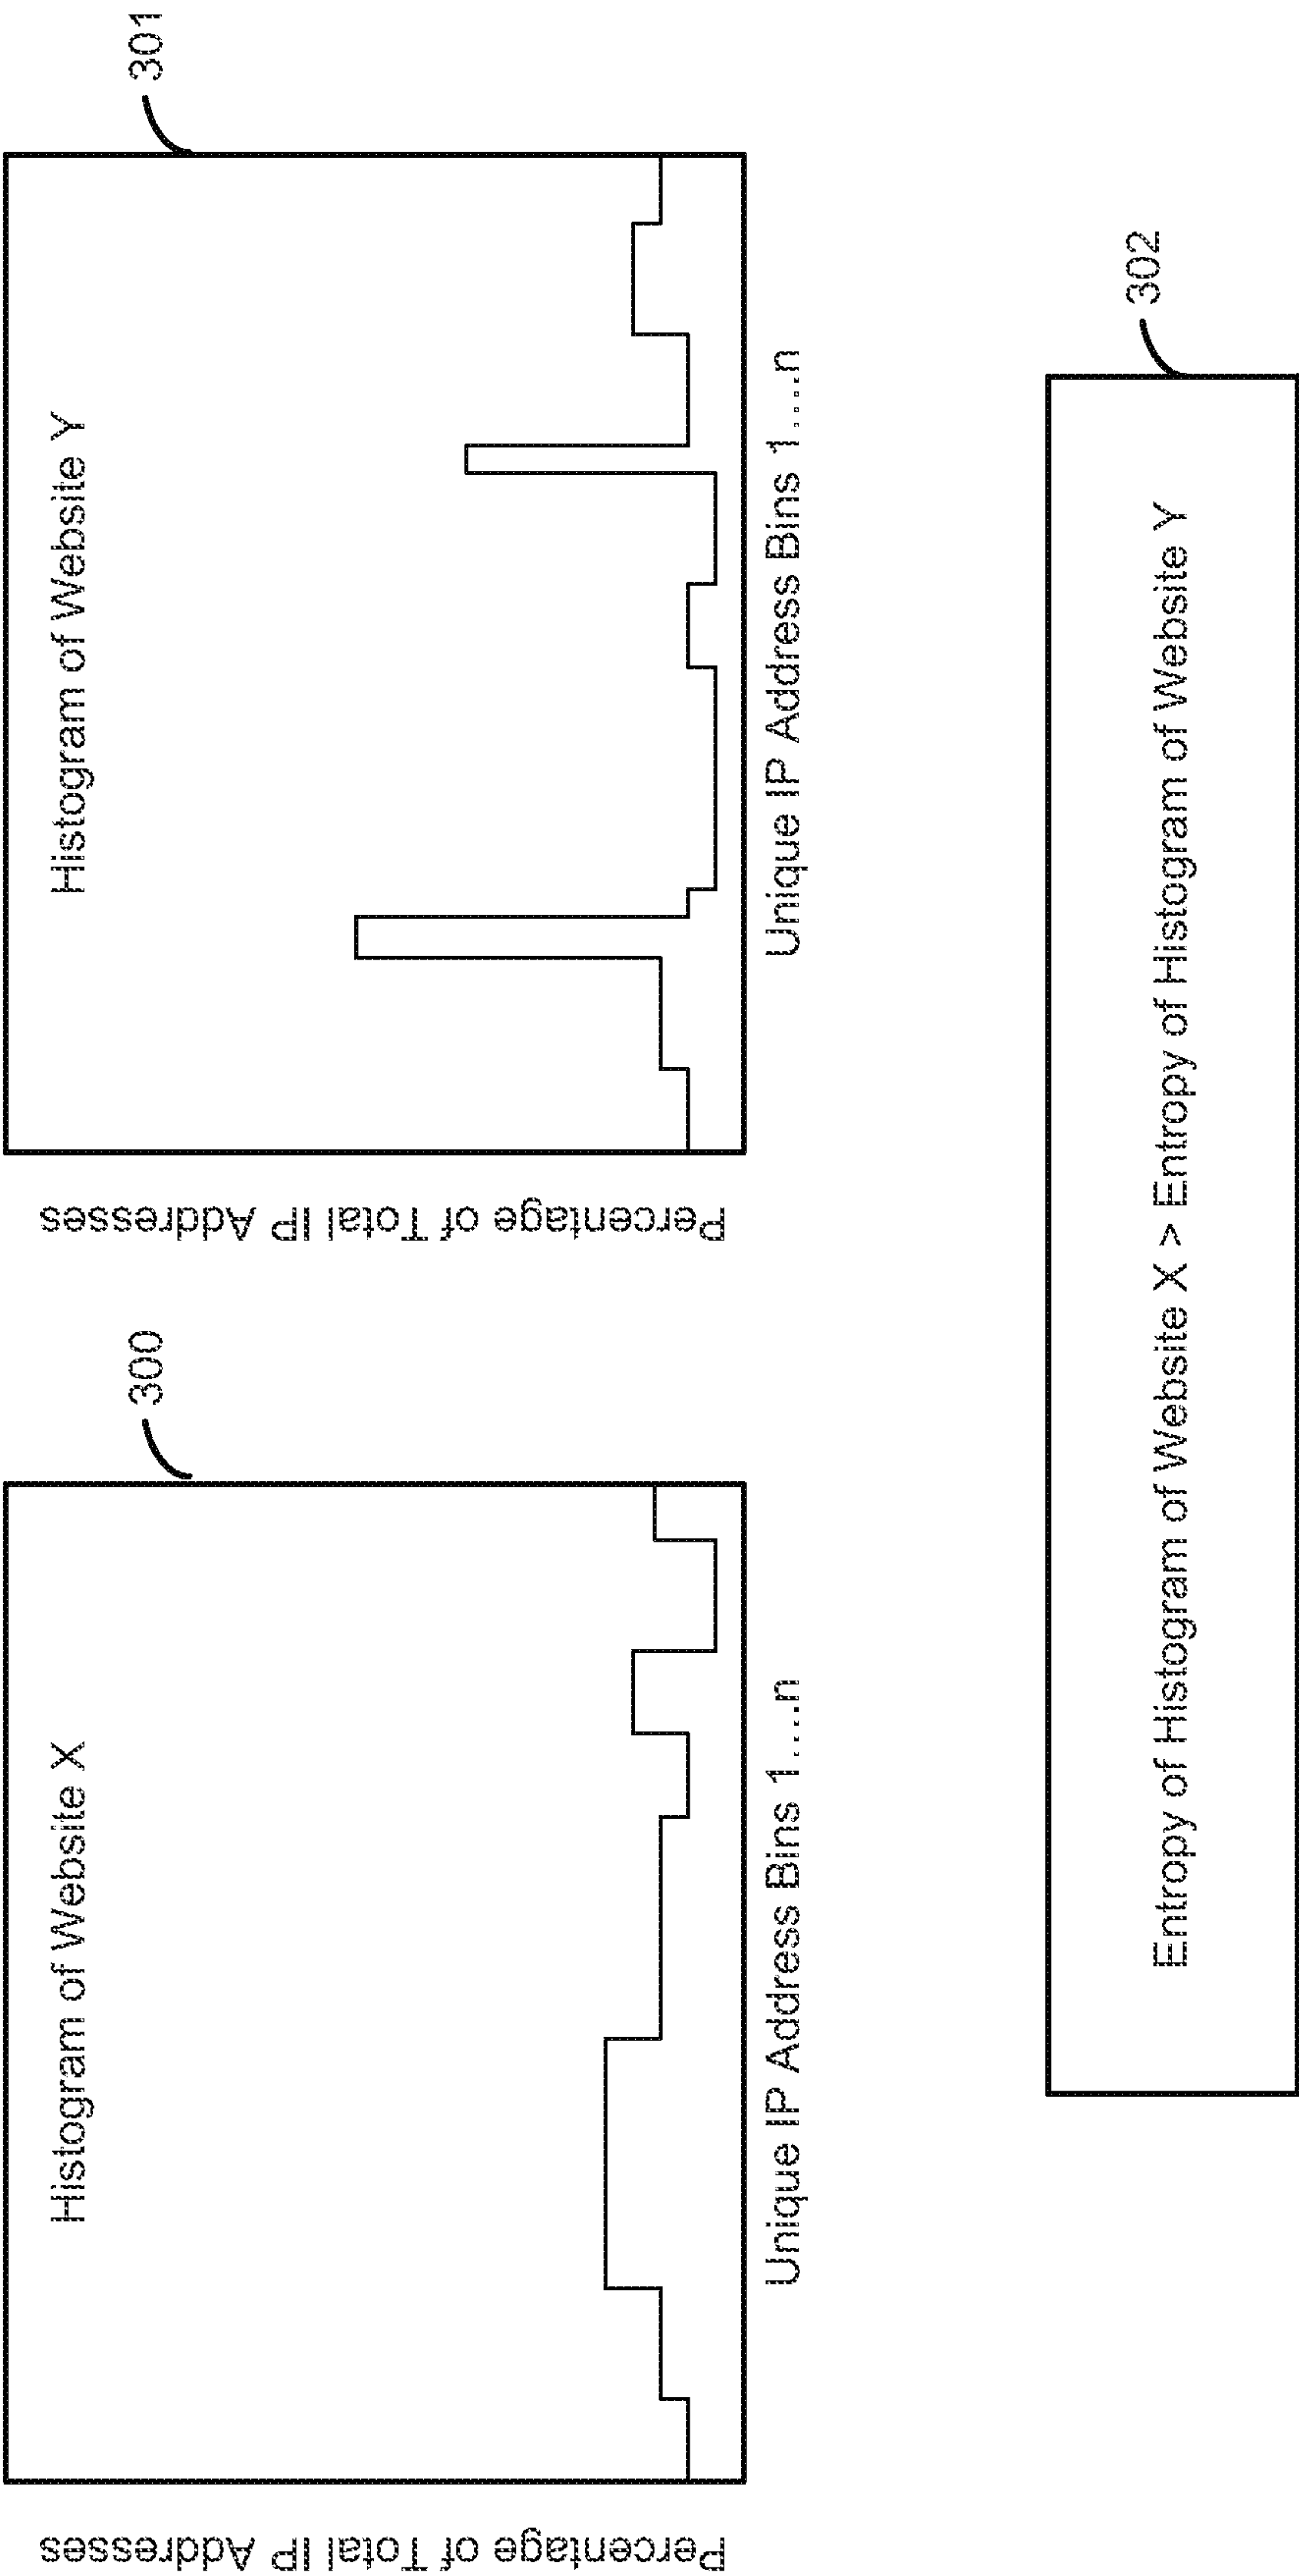 Histogram of Website X
300
Percentage of Total IP Addresses
Unique IP Address Bins 1....n
Histogram of Website Y
301
Percentage of Total IP Addresses
Unique IP Address Bins 1....n
302
Entropy of Histogram of Website X > Entropy of Histogram of Website Y